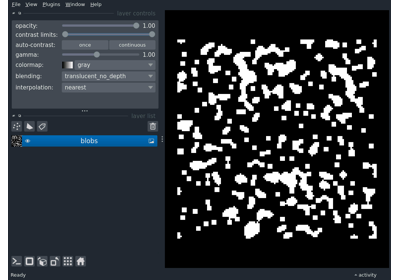 File View Plugins Window Help
layer controls
opacity: 1.00
contrast limits:
auto-contrast: once continuous
gamma: 1.00
colormap: gray
blending: translucent_no_depth
interpolation: nearest
layer list
blobs
Ready activity